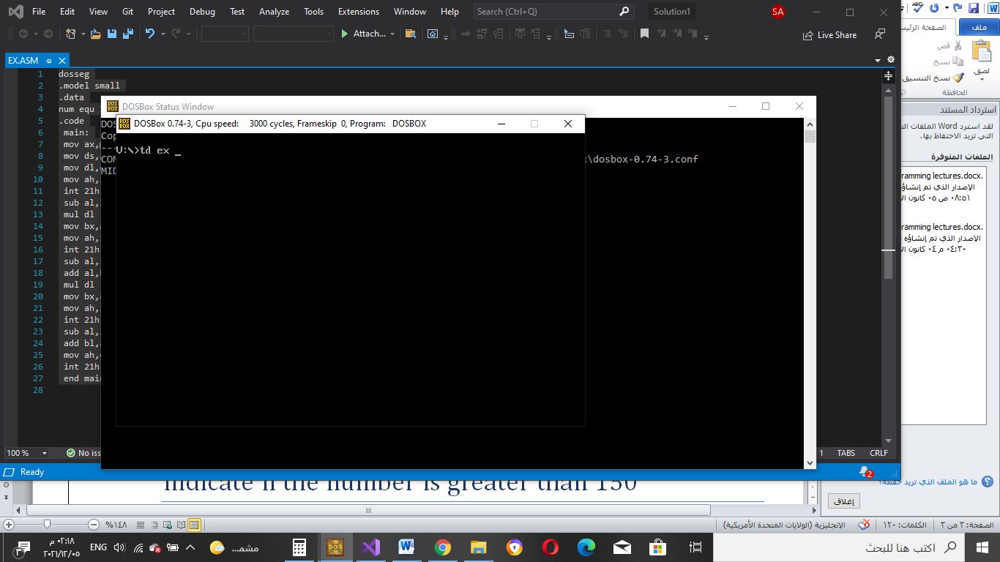 File Edit View Git Project Debug Test Analyze Tools Extensions Window Help Search (Ctrl+Q) Solution1 SA
Attach... Live Share
EX.ASM
1 dosseg
2 .model small
3 .data
4 num equ
5 .code
6 main:
7 mov ax,
8 mov ds,
9 mov dl,
10 mov ah,
11 int 21h
12 sub al,
13 mul dl
14 mov bx,
15 mov ah,
16 int 21h
17 sub al,
18 add al,
19 mul dl
20 mov bx,
21 mov ah,
22 int 21h
23 sub al,
24 add bl,
25 mov ah,
26 int 21h
27 end main
28
DOSBox Status Window
DOS
Cop
---
CON
:\dosbox-0.74-3.conf
MID
DOSBox 0.74-3, Cpu speed: 3000 cycles, Frameskip 0, Program: DOSBOX
V:\>td ex _
100 % No iss
1 TABS CRLF
Ready
2
ملف
الصفحة الرئيس
قص
نسخ
نسخ التنسيق
لصق
الحافظة
استرداد المستند
لقد استرد Word الملفات الت
التي تريد الاحتفاظ بها.
الملفات المتوفرة
ramming lectures.docx.
الإصدار الذي تم إنشاؤه
٠٨:٥١ ص ٠٥ كانون ال
ramming lectures.docx.
الإصدار الذي تم إنشاؤه
٠٤:٣٠ م ٠٤ كانون ال
ما هو الملف الذي تريد حفظه؟
إغلاق
indicate if the number is greater than 150
الصفحة: ٣ من ٣
الكلمات: ١٢٠
الإنجليزية (الولايات المتحدة الأمريكية)
%١٤٨
اكتب هنا للبحث
مشمـ...
ENG
٠٢:١٨ م
٢٠٢١/١٢/٠٥
٣